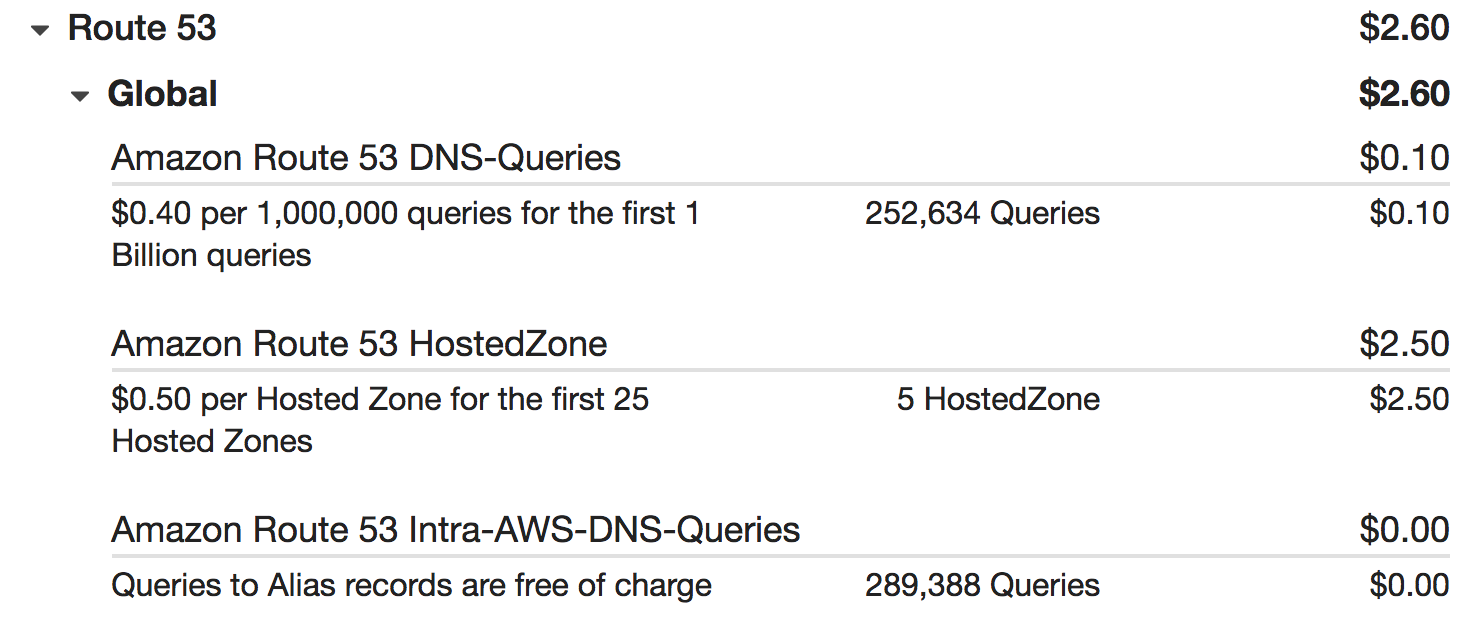 Route 53 $2.60
Global $2.60
Amazon Route 53 DNS-Queries $0.10
$0.40 per 1,000,000 queries for the first 1 252,634 Queries $0.10
Billion queries
Amazon Route 53 HostedZone $2.50
$0.50 per Hosted Zone for the first 25 5 HostedZone $2.50
Hosted Zones
Amazon Route 53 Intra-AWS-DNS-Queries $0.00
Queries to Alias records are free of charge 289,388 Queries $0.00